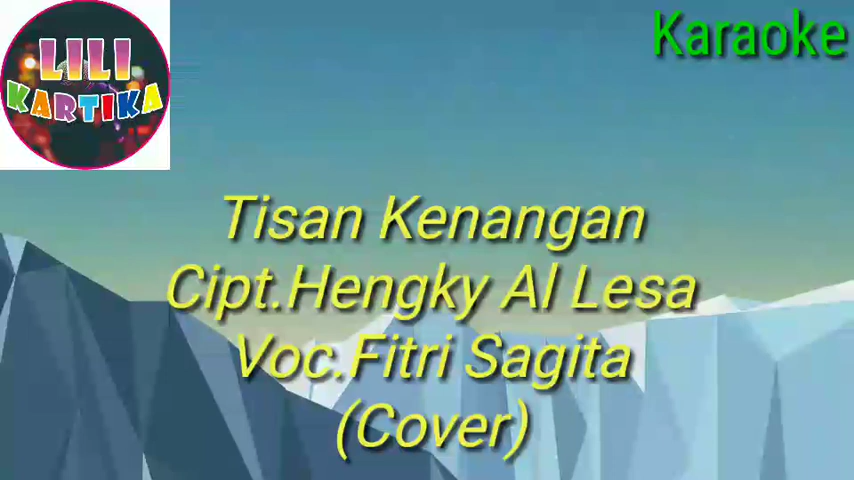 LILI
KARTIKA
Karaoke
Tisan Kenangan
Cipt.Hengky Al Lesa
Voc.Fitri Sagita
(Cover)